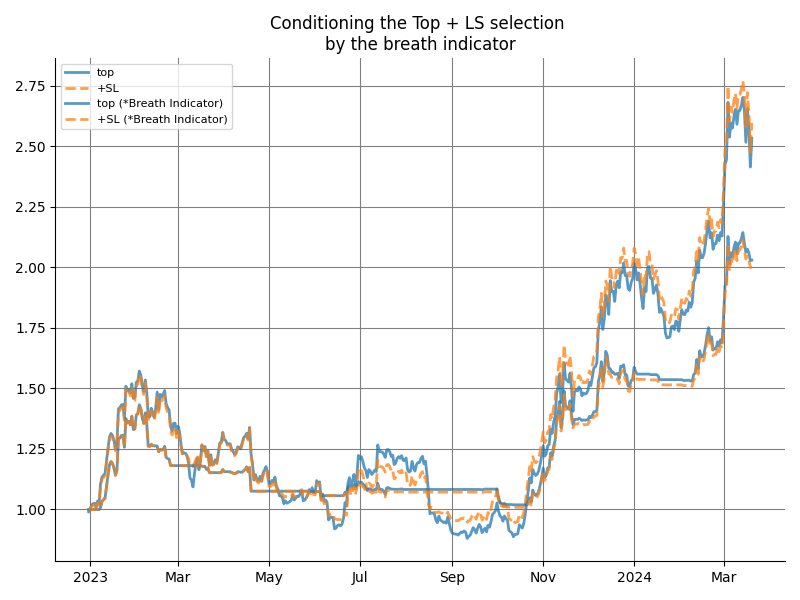 Conditioning the Top + LS selection
by the breath indicator
top
+SL
top (*Breath Indicator)
+SL (*Breath Indicator)
2.75
2.50
2.25
2.00
1.75
1.50
1.25
1.00
2023 Mar May Jul Sep Nov 2024 Mar